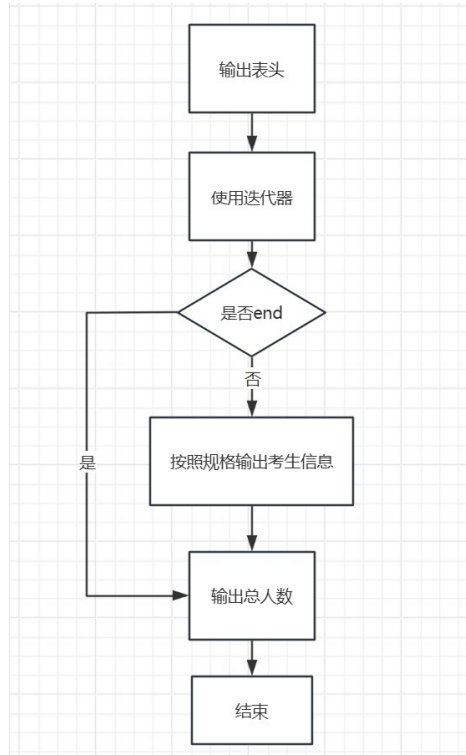 输出表头
使用迭代器
是否end
否
按照规格输出考生信息
是
输出总人数
结束